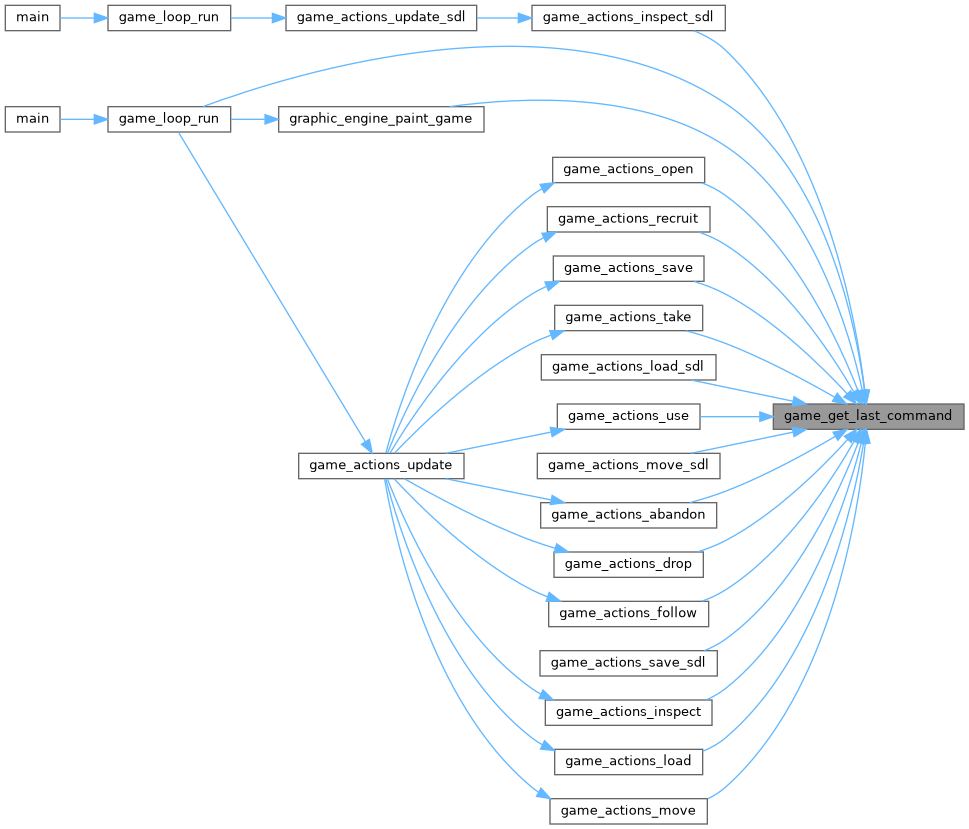 main
game_loop_run
game_actions_update_sdl
game_actions_inspect_sdl
main
game_loop_run
graphic_engine_paint_game
game_actions_open
game_actions_recruit
game_actions_save
game_actions_take
game_actions_load_sdl
game_actions_use
game_get_last_command
game_actions_update
game_actions_move_sdl
game_actions_abandon
game_actions_drop
game_actions_follow
game_actions_save_sdl
game_actions_inspect
game_actions_load
game_actions_move